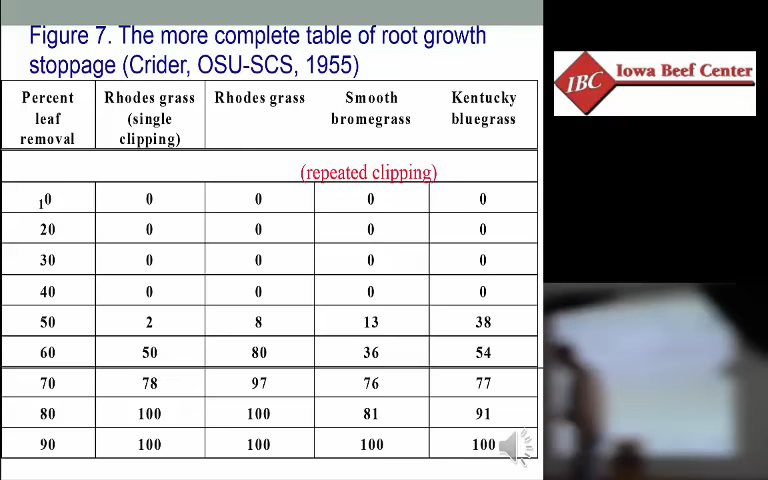 Figure 7. The more complete table of root growth
stoppage (Crider, OSU-SCS, 1955)
Percent leaf removal Rhodes grass (single clipping) Rhodes grass Smooth bromegrass Kentucky bluegrass
(repeated clipping)
10 0 0 0 0
20 0 0 0 0
30 0 0 0 0
40 0 0 0 0
50 2 8 13 38
60 50 80 36 54
70 78 97 76 77
80 100 100 81 91
90 100 100 100 100
IBC Iowa Beef Center